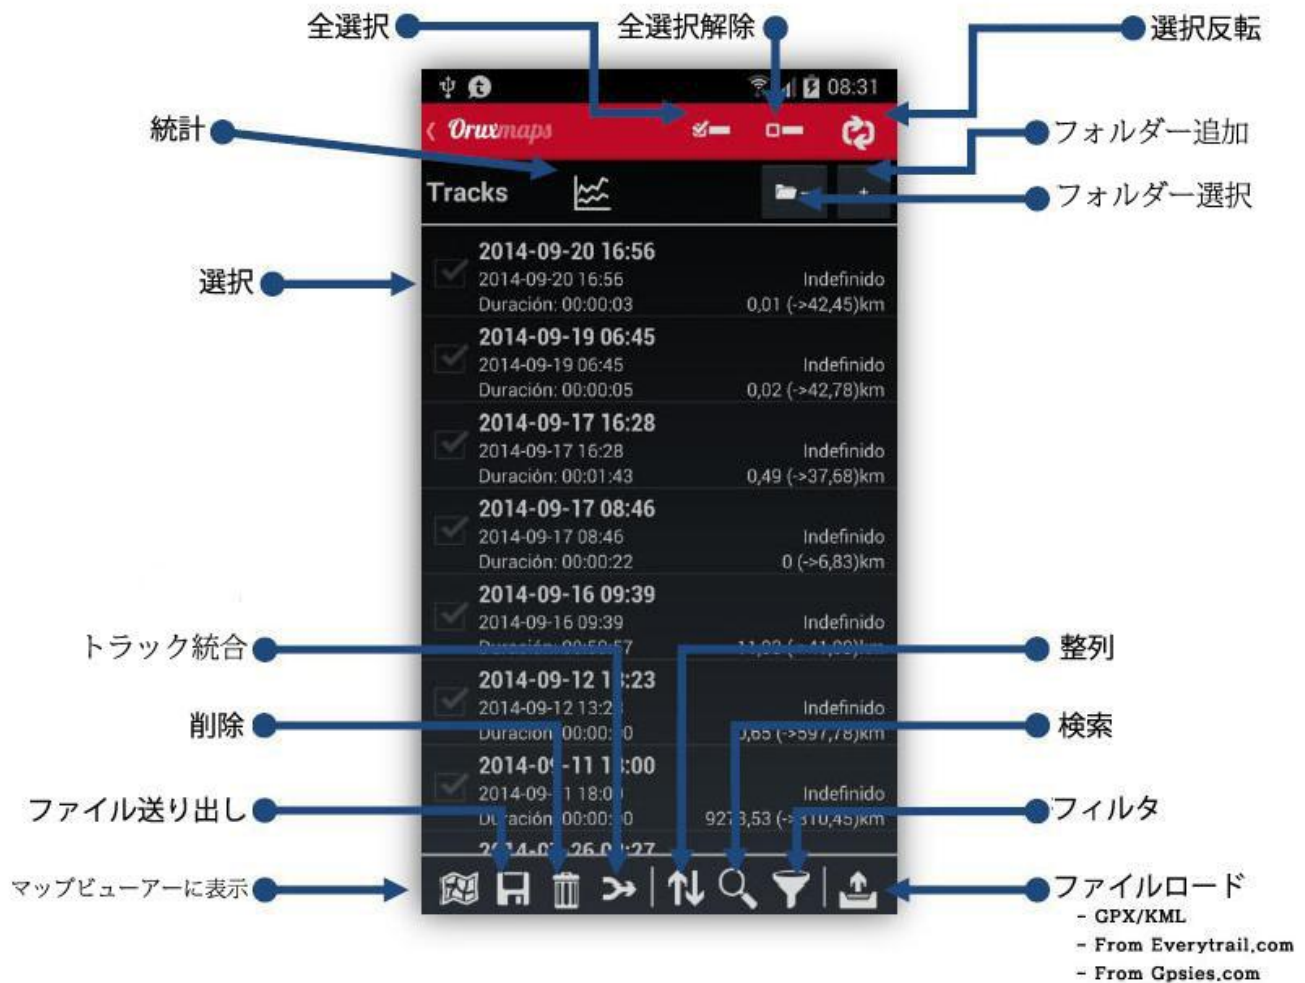 全選択
全選択解除
選択反転
08:31
統計
Oruxmaps
フォルダー追加
Tracks
+
フォルダー選択
選択
2014-09-20 16:56
2014-09-20 16:56 Indefinido
Duración: 00:00:03 0,01 (->42,45)km
2014-09-19 06:45
2014-09-19 06:45 Indefinido
Duración: 00:00:05 0,02 (->42,78)km
2014-09-17 16:28
2014-09-17 16:28 Indefinido
Duración: 00:01:43 0,49 (->37,68)km
2014-09-17 08:46
2014-09-17 08:46 Indefinido
Duración: 00:00:22 0 (->6,83)km
2014-09-16 09:39
2014-09-16 09:39 Indefinido
トラック統合
整列
2014-09-12 13:23
Indefinido
削除
検索
Indefinido
ファイル送り出し
フィルタ
マップビューアーに表示
ファイルロード
- GPX/KML
- From Everytrail.com
- From Gpsies.com